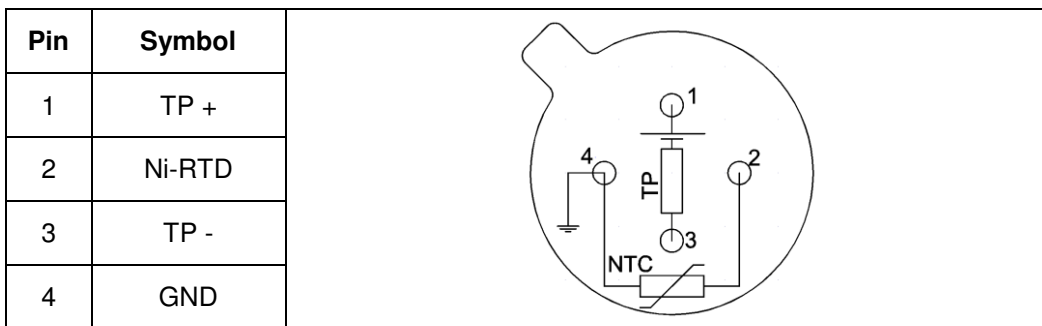 Pin Symbol
1 TP +
2 Ni-RTD
3 TP -
4 GND
1
4
2
TP
3
NTC